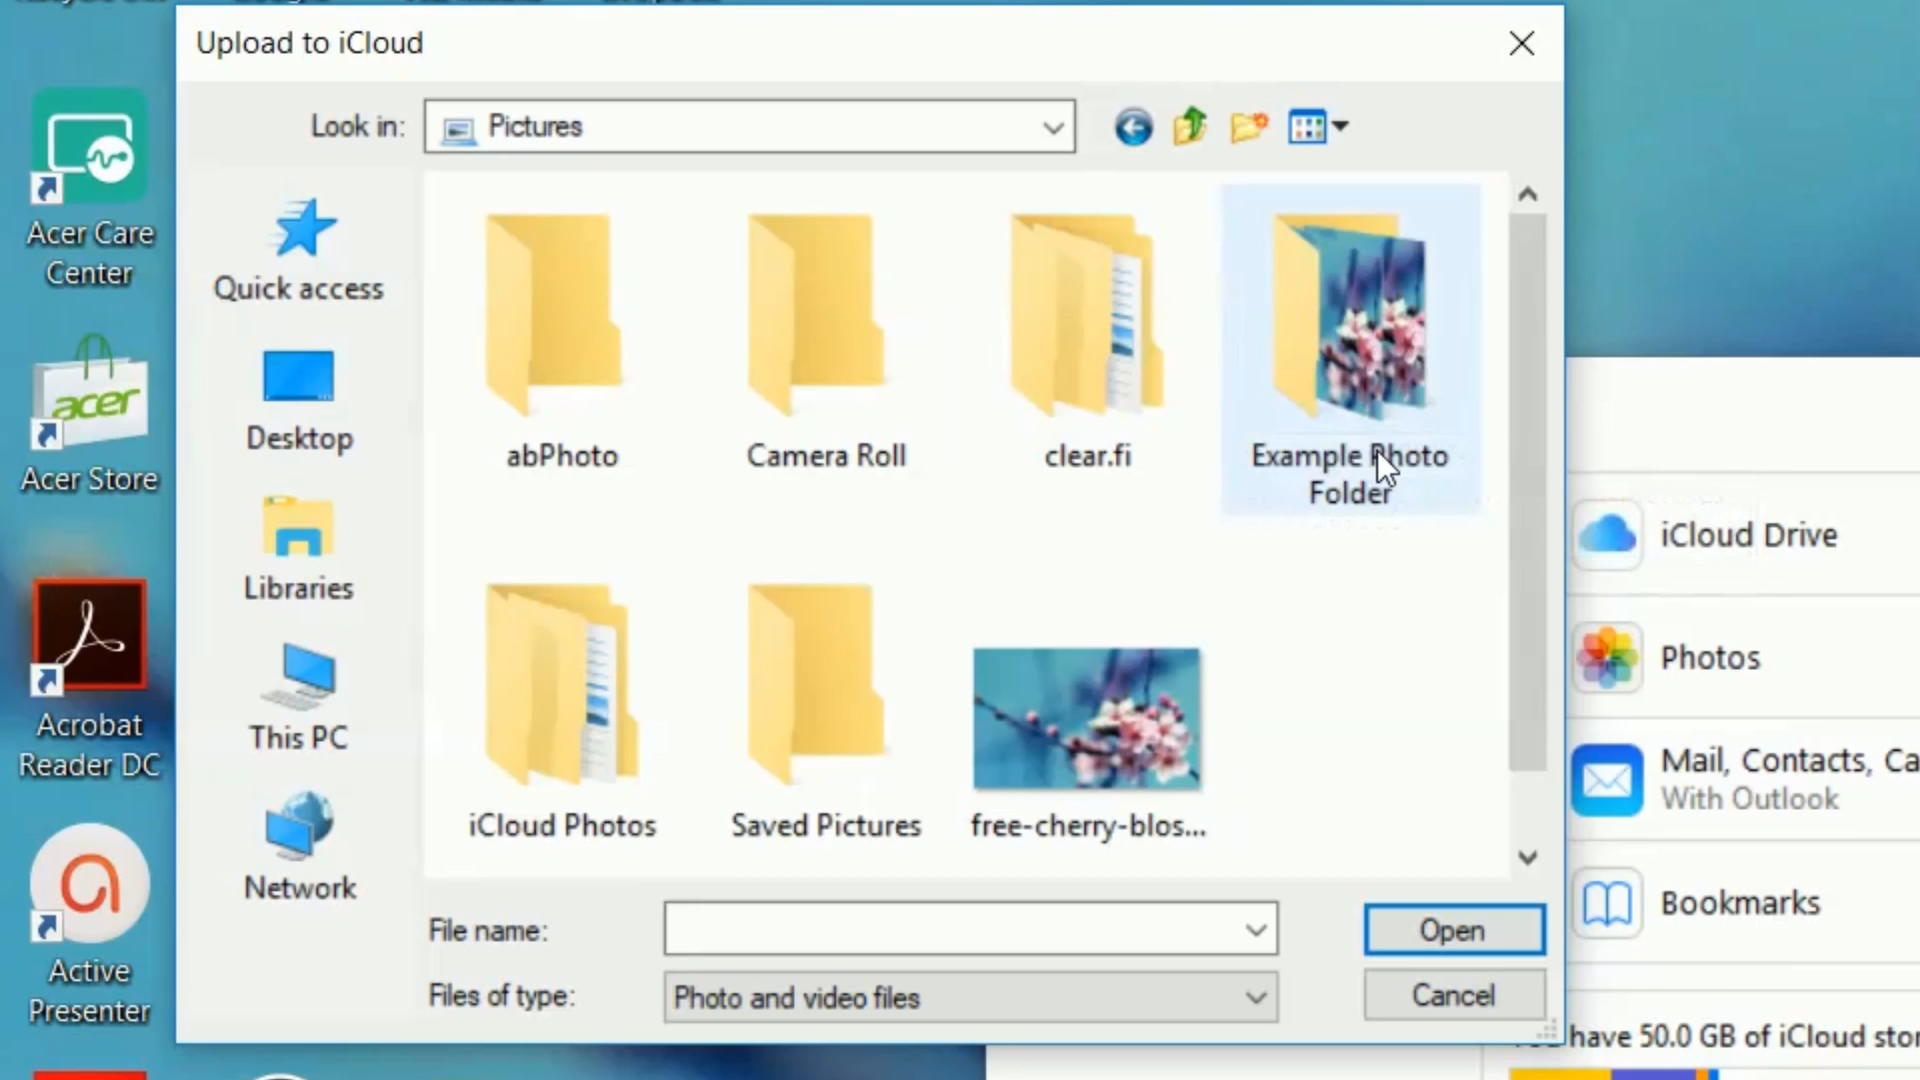 Upload to iCloud
Look in:
Pictures
Acer Care
Center
acer
Acer Store
Acrobat
Reader DC
Active
Presenter
Quick access
Desktop
Libraries
This PC
Network
abPhoto
Camera Roll
clear.fi
Example Photo
Folder
iCloud Photos
Saved Pictures
free-cherry-blos...
File name:
Open
Files of type:
Photo and video files
Cancel
iCloud Drive
Photos
Mail, Contacts, Ca
With Outlook
Bookmarks
have 50.0 GB of iCloud stor